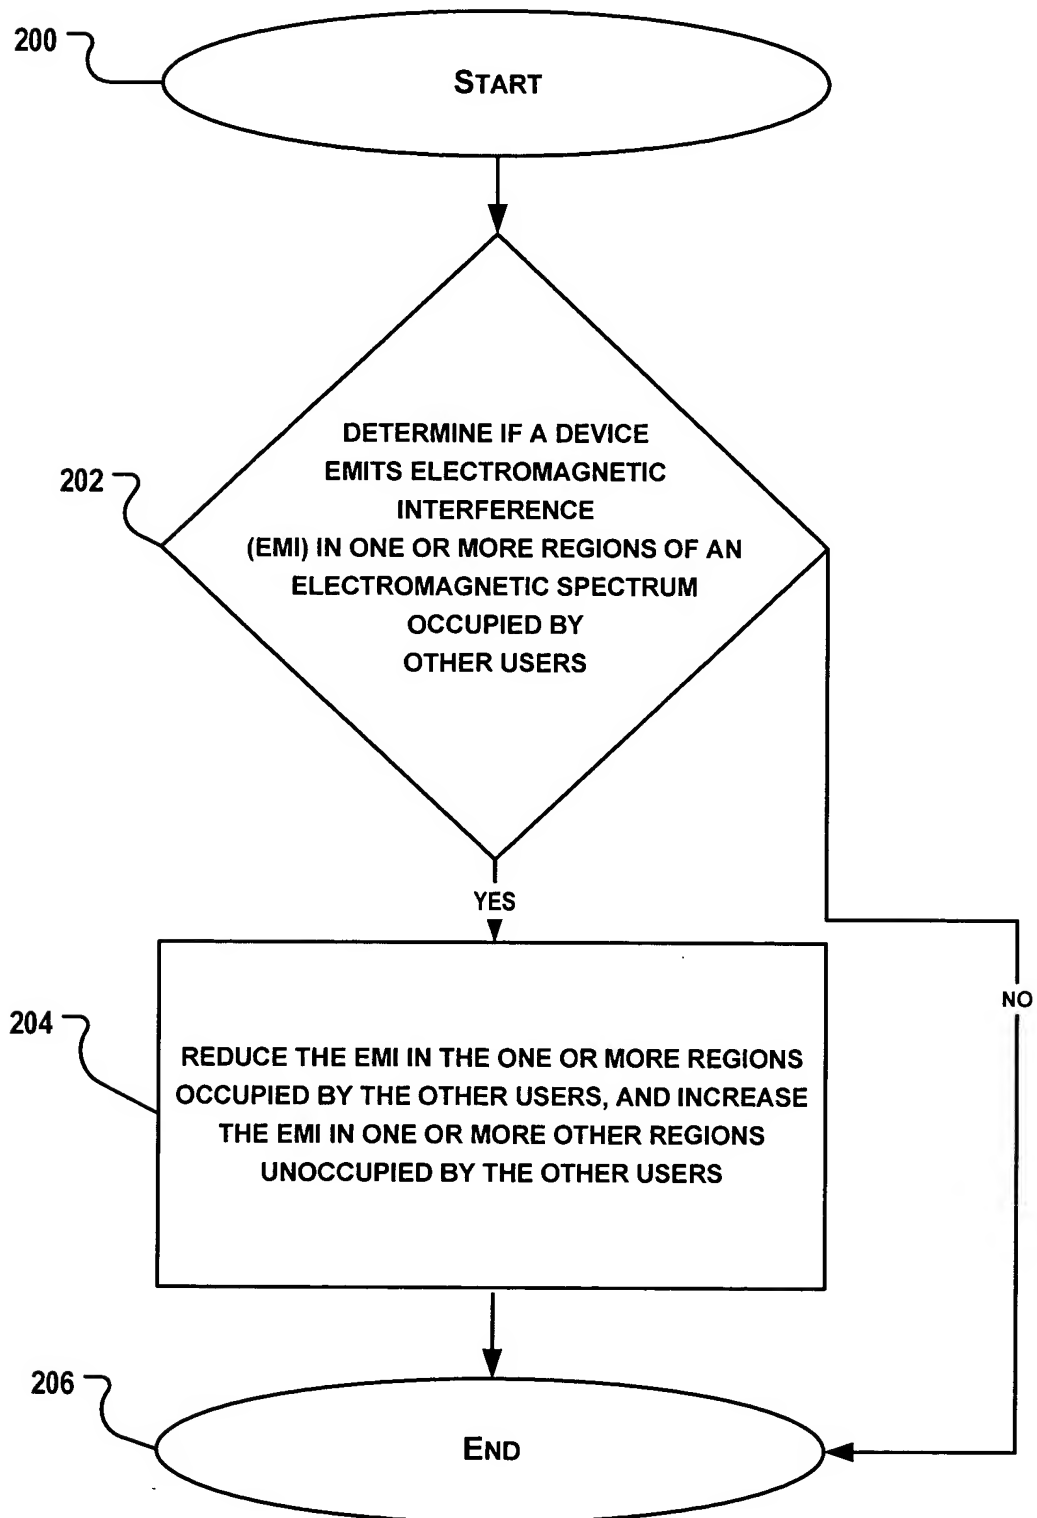 200
START
202
DETERMINE IF A DEVICE
EMITS ELECTROMAGNETIC
INTERFERENCE
(EMI) IN ONE OR MORE REGIONS OF AN
ELECTROMAGNETIC SPECTRUM
OCCUPIED BY
OTHER USERS
YES
NO
204
REDUCE THE EMI IN THE ONE OR MORE REGIONS
OCCUPIED BY THE OTHER USERS, AND INCREASE
THE EMI IN ONE OR MORE OTHER REGIONS
UNOCCUPIED BY THE OTHER USERS
206
END